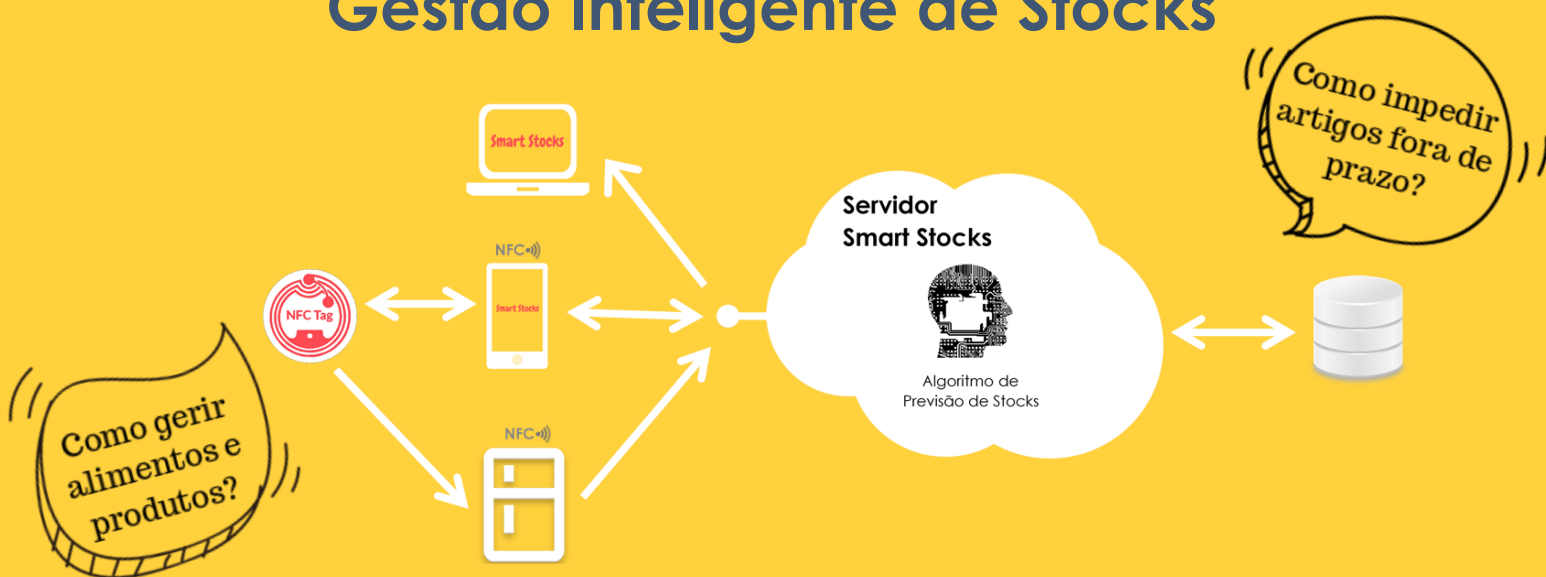 Gestão Inteligente de Stocks
Como impedir
artigos fora de
prazo?
Smart Stocks
Servidor
Smart Stocks
NFC
NFC Tag
Smart Stocks
Algoritmo de
Previsão de Stocks
Como gerir
alimentos e
produtos?
NFC